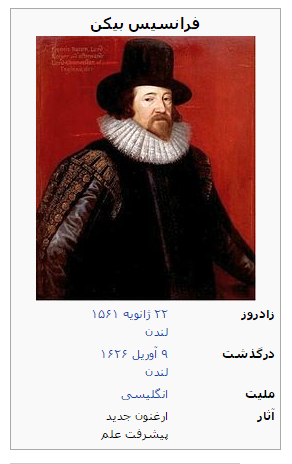 فرانسیس بیکن
زادروز ۲۲ ژانویه ۱۵۶۱
لندن
درگذشت ۹ آوریل ۱۶۲۶
لندن
ملیت انگلیسی
آثار ارغنون جدید
پیشرفت علم